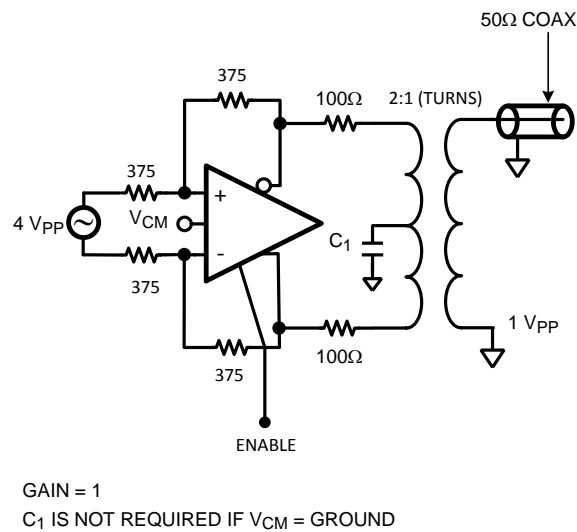 50Ω COAX
375
100Ω
2:1 (TURNS)
375
+
VCM
4 VPP
C1
-
375
1 VPP
375
100Ω
ENABLE
GAIN = 1
C1 IS NOT REQUIRED IF VCM = GROUND